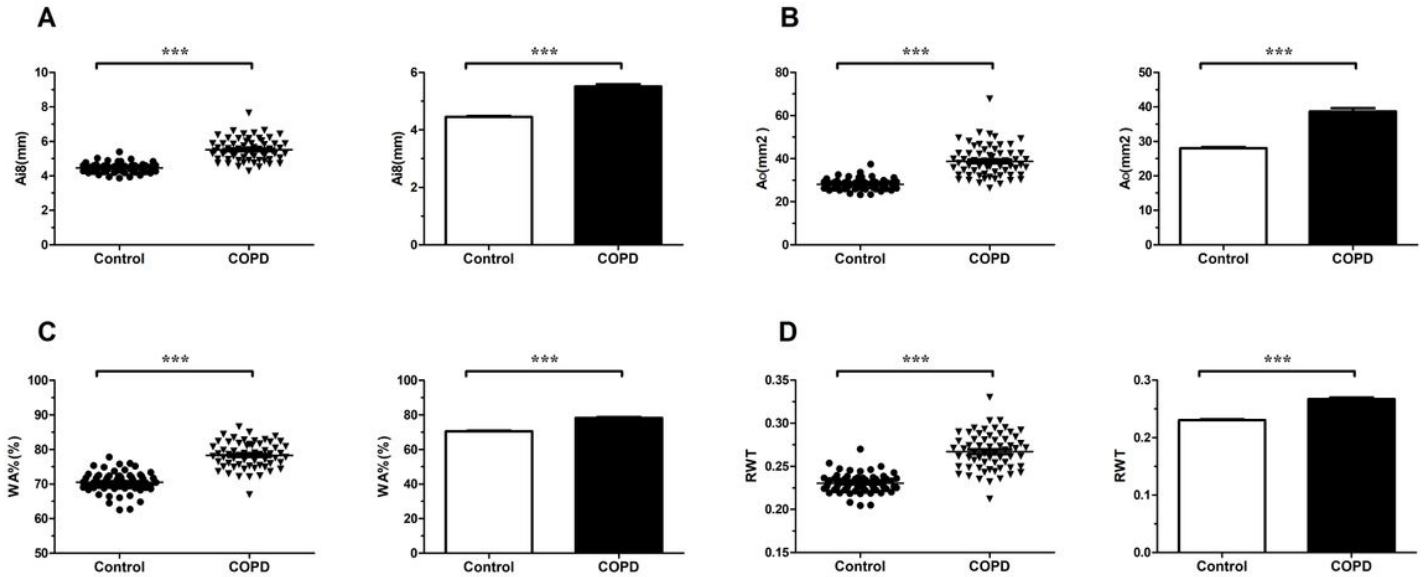 A
***
Ai8(mm)
10
8
6
4
2
0
Control COPD
***
Ai8(mm)
6
4
2
0
Control COPD
B
***
Ao(mm2 )
80
60
40
20
0
Control COPD
***
Ao(mm2 )
50
40
30
20
10
0
Control COPD
C
***
WA%(%)
100
90
80
70
60
50
Control COPD
***
WA%(%)
100
80
60
40
20
0
Control COPD
D
***
RWT
0.35
0.30
0.25
0.20
0.15
Control COPD
***
RWT
0.3
0.2
0.1
0.0
Control COPD